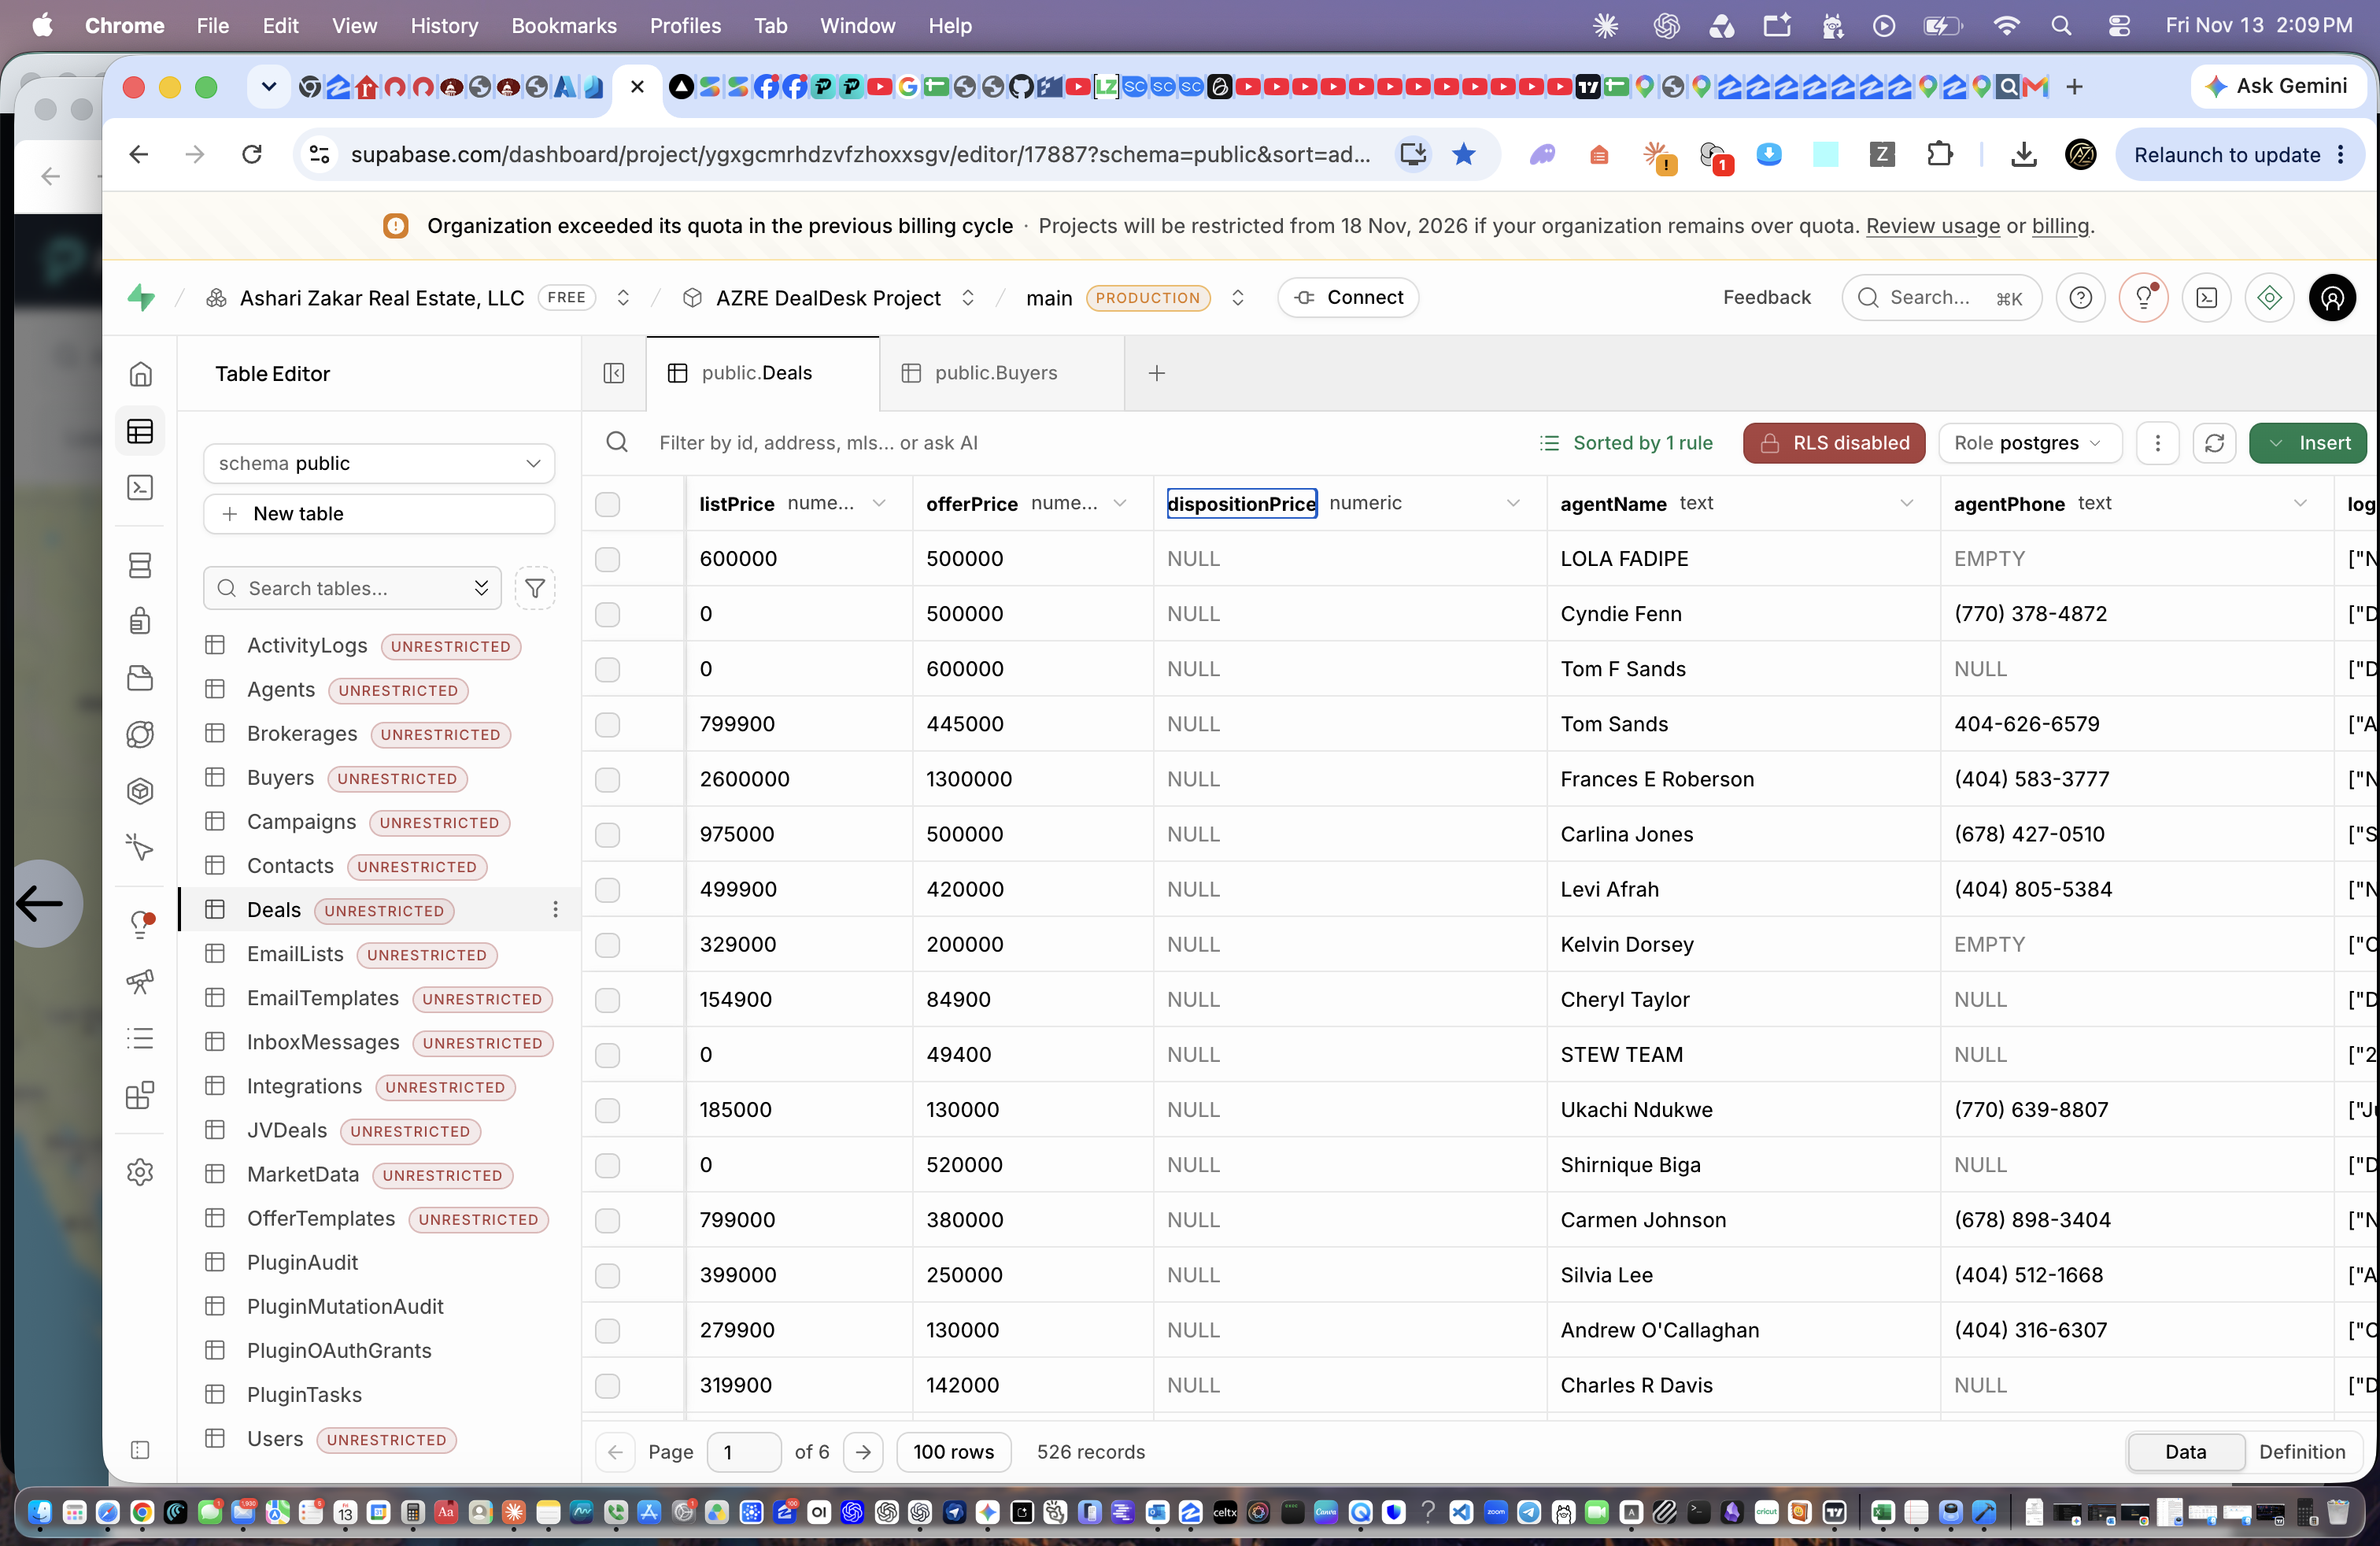 Chrome File Edit View History Bookmarks Profiles Tab Window Help Fri Nov 13 2:09 PM
Ask Gemini
supabase.com/dashboard/project/ygxgcmrhdzvfzhoxxsgv/editor/17887?schema=public&sort=ad...
Relaunch to update
Organization exceeded its quota in the previous billing cycle · Projects will be restricted from 18 Nov, 2026 if your organization remains over quota. Review usage or billing.
/ Ashari Zakar Real Estate, LLC FREE / AZRE DealDesk Project / main PRODUCTION Connect Feedback Search... ⌘K
Table Editor
public.Deals public.Buyers
schema public
New table
Search tables...
ActivityLogs UNRESTRICTED
Agents UNRESTRICTED
Brokerages UNRESTRICTED
Buyers UNRESTRICTED
Campaigns UNRESTRICTED
Contacts UNRESTRICTED
Deals UNRESTRICTED
EmailLists UNRESTRICTED
EmailTemplates UNRESTRICTED
InboxMessages UNRESTRICTED
Integrations UNRESTRICTED
JVDeals UNRESTRICTED
MarketData UNRESTRICTED
OfferTemplates UNRESTRICTED
PluginAudit
PluginMutationAudit
PluginOAuthGrants
PluginTasks
Users UNRESTRICTED
Filter by id, address, mls... or ask AI Sorted by 1 rule RLS disabled Role postgres Insert
listPrice nume... offerPrice nume... dispositionPrice numeric agentName text agentPhone text log
600000 500000 NULL LOLA FADIPE EMPTY ["N
0 500000 NULL Cyndie Fenn (770) 378-4872 ["D
0 600000 NULL Tom F Sands NULL ["D
799900 445000 NULL Tom Sands 404-626-6579 ["A
2600000 1300000 NULL Frances E Roberson (404) 583-3777 ["N
975000 500000 NULL Carlina Jones (678) 427-0510 ["S
499900 420000 NULL Levi Afrah (404) 805-5384 ["N
329000 200000 NULL Kelvin Dorsey EMPTY ["C
154900 84900 NULL Cheryl Taylor NULL ["D
0 49400 NULL STEW TEAM NULL ["2
185000 130000 NULL Ukachi Ndukwe (770) 639-8807 ["Ju
0 520000 NULL Shirnique Biga NULL ["D
799000 380000 NULL Carmen Johnson (678) 898-3404 ["N
399000 250000 NULL Silvia Lee (404) 512-1668 ["A
279900 130000 NULL Andrew O'Callaghan (404) 316-6307 ["C
319900 142000 NULL Charles R Davis NULL ["D
Page 1 of 6 100 rows 526 records Data Definition